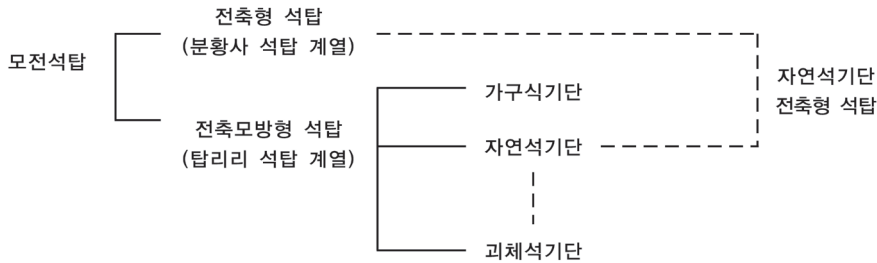 모전석탑
전축형 석탑
(분황사 석탑 계열)
전축모방형 석탑
(탑리리 석탑 계열)
가구식기단
자연석기단
괴체석기단
자연석기단
전축형 석탑